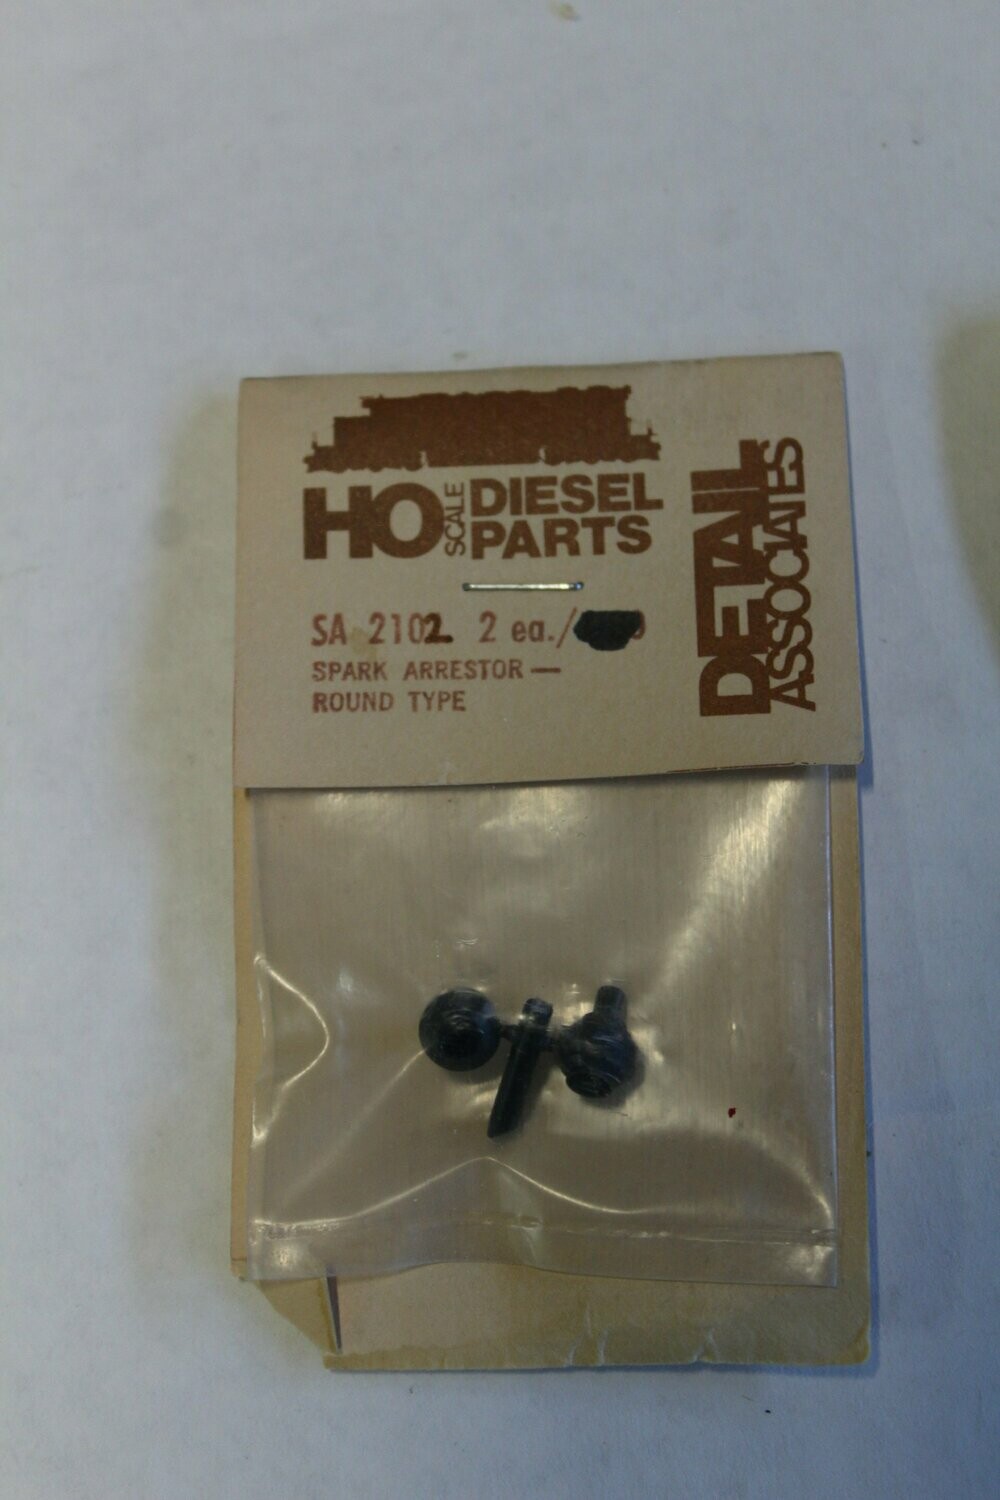 HO SCALE DIESEL
PARTS
SA 2102 2 ea./
SPARK ARRESTOR —
ROUND TYPE
DETAIL
ASSOCIATES